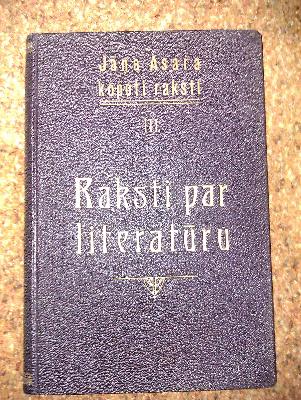 Jāņa Asara
kopoti raksti
III
Raksti par
literatūru